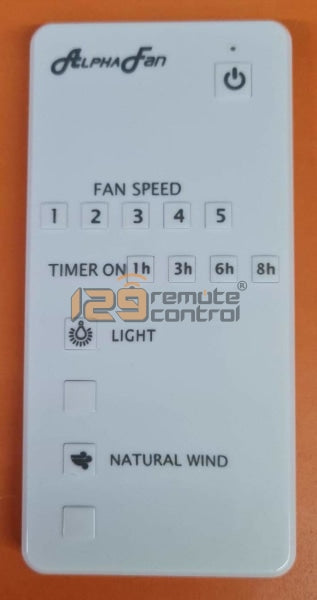 AlphaFan
FAN SPEED
1 2 3 4 5
TIMER ON 1h 3h 6h 8h
129 remote control®
LIGHT
NATURAL WIND